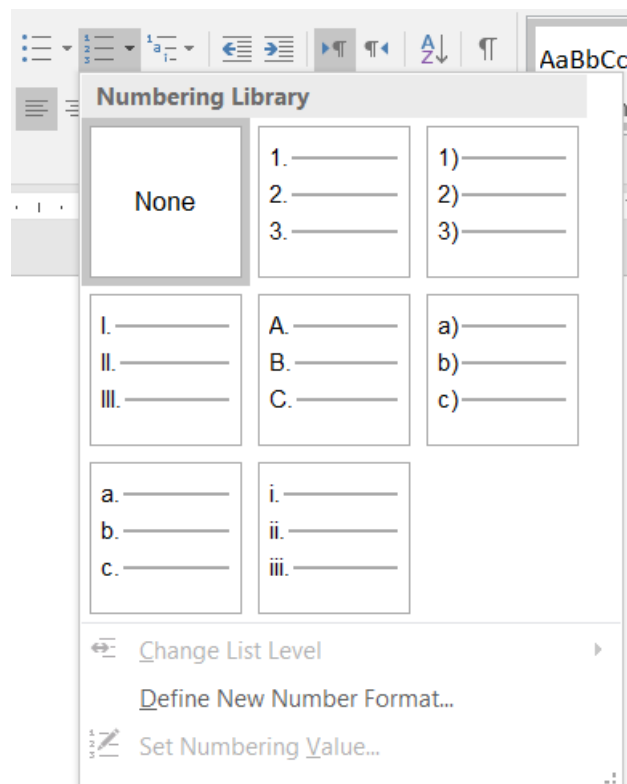 AaBbCc
Numbering Library
None
1.
2.
3.
1)
2)
3)
I.
II.
III.
A.
B.
C.
a)
b)
c)
a.
b.
c.
i.
ii.
iii.
Change List Level
Define New Number Format...
Set Numbering Value...